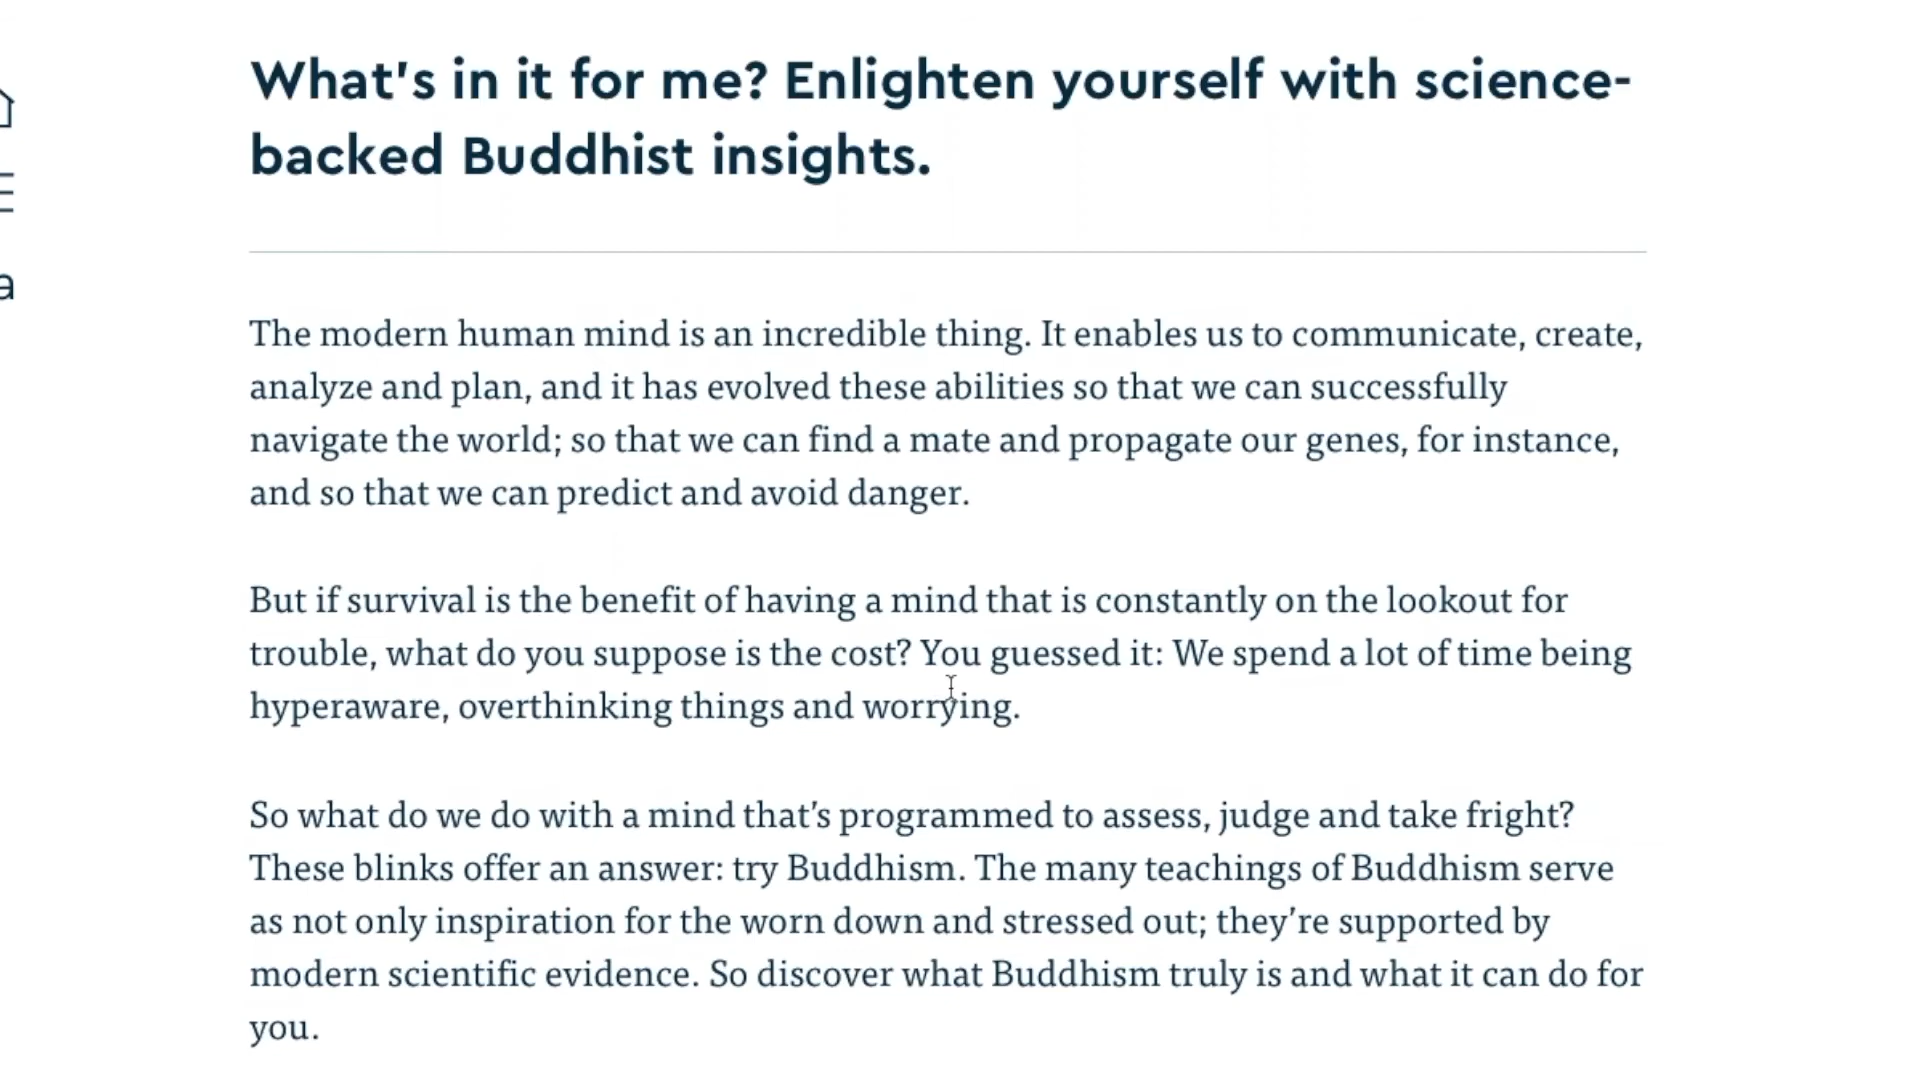 What's in it for me? Enlighten yourself with science-
backed Buddhist insights.
The modern human mind is an incredible thing. It enables us to communicate, create,
analyze and plan, and it has evolved these abilities so that we can successfully
navigate the world; so that we can find a mate and propagate our genes, for instance,
and so that we can predict and avoid danger.
But if survival is the benefit of having a mind that is constantly on the lookout for
trouble, what do you suppose is the cost? You guessed it: We spend a lot of time being
hyperaware, overthinking things and worrying.
So what do we do with a mind that’s programmed to assess, judge and take fright?
These blinks offer an answer: try Buddhism. The many teachings of Buddhism serve
as not only inspiration for the worn down and stressed out; they’re supported by
modern scientific evidence. So discover what Buddhism truly is and what it can do for
you.